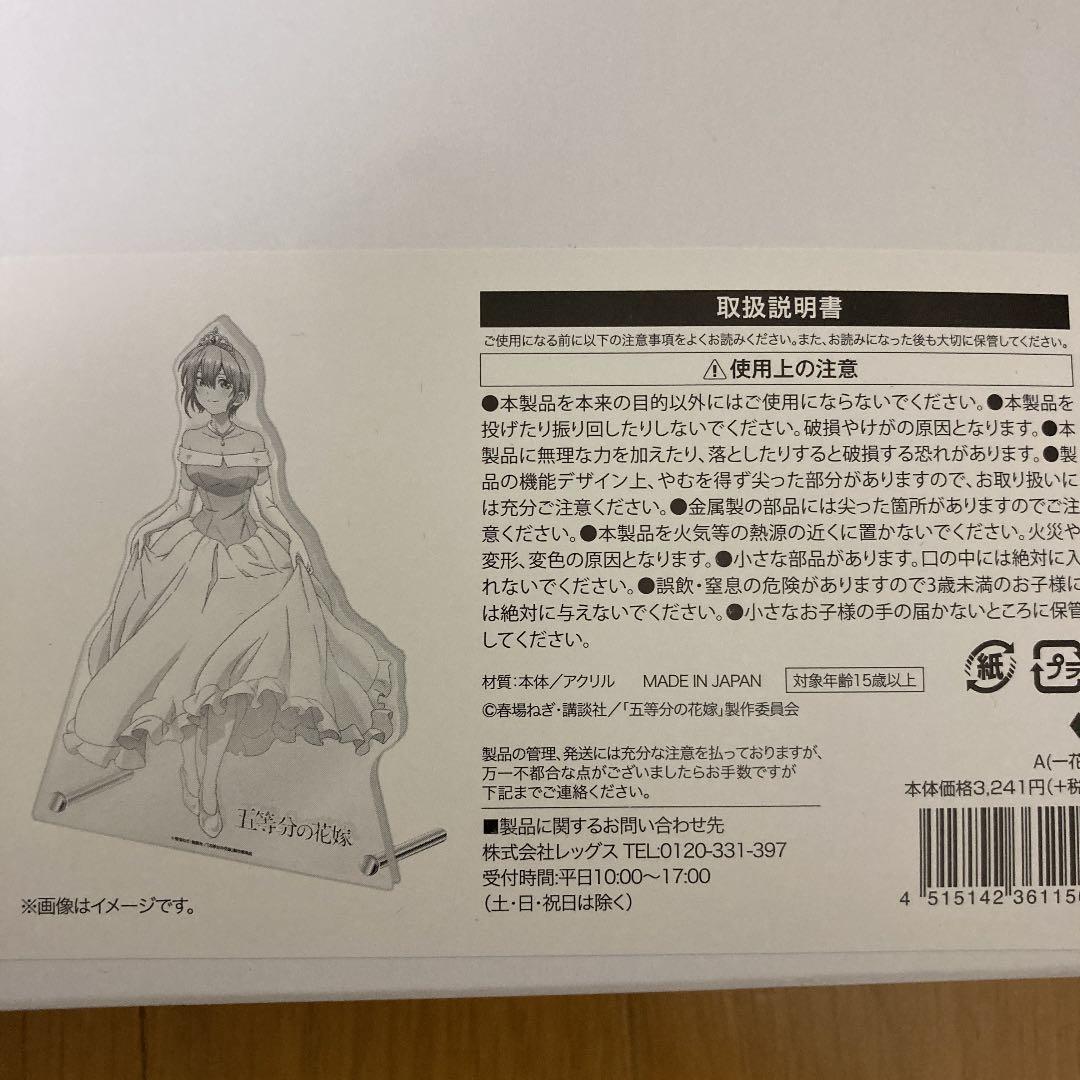 取扱説明書
ご使用になる前に以下の注意事項をよくお読みください。また、お読みになった後も大切に保管してください。
⚠使用上の注意
●本製品を本来の目的以外にはご使用にならないでください。●本製品を
投げたり振り回したりしないでください。破損やけがの原因となります。●本
製品に無理な力を加えたり、落としたりすると破損する恐れがあります。●製
品の機能デザイン上、やむを得ず尖った部分がありますので、お取り扱いに
は充分ご注意ください。●金属製の部品には尖った箇所がありますのでご注
意ください。●本製品を火気等の熱源の近くに置かないでください。火災や
変形、変色の原因となります。●小さな部品があります。口の中には絶対に入
れないでください。●誤飲・窒息の危険がありますので3歳未満のお子様に
は絶対に与えないでください。●小さなお子様の手の届かないところに保管
してください。
紙
プラ
材質:本体/アクリル MADE IN JAPAN 対象年齢15歳以上
©春場ねぎ・講談社/「五等分の花嫁」製作委員会
製品の管理、発送には充分な注意を払っておりますが、
万一不都合な点がございましたらお手数ですが
下記までご連絡ください。
A(一花
本体価格3,241円(+税
■製品に関するお問い合わせ先
株式会社レッグス TEL:0120-331-397
受付時間:平日10:00〜17:00
(土・日・祝日は除く)
4 515142 361150
五等分の花嫁
※画像はイメージです。